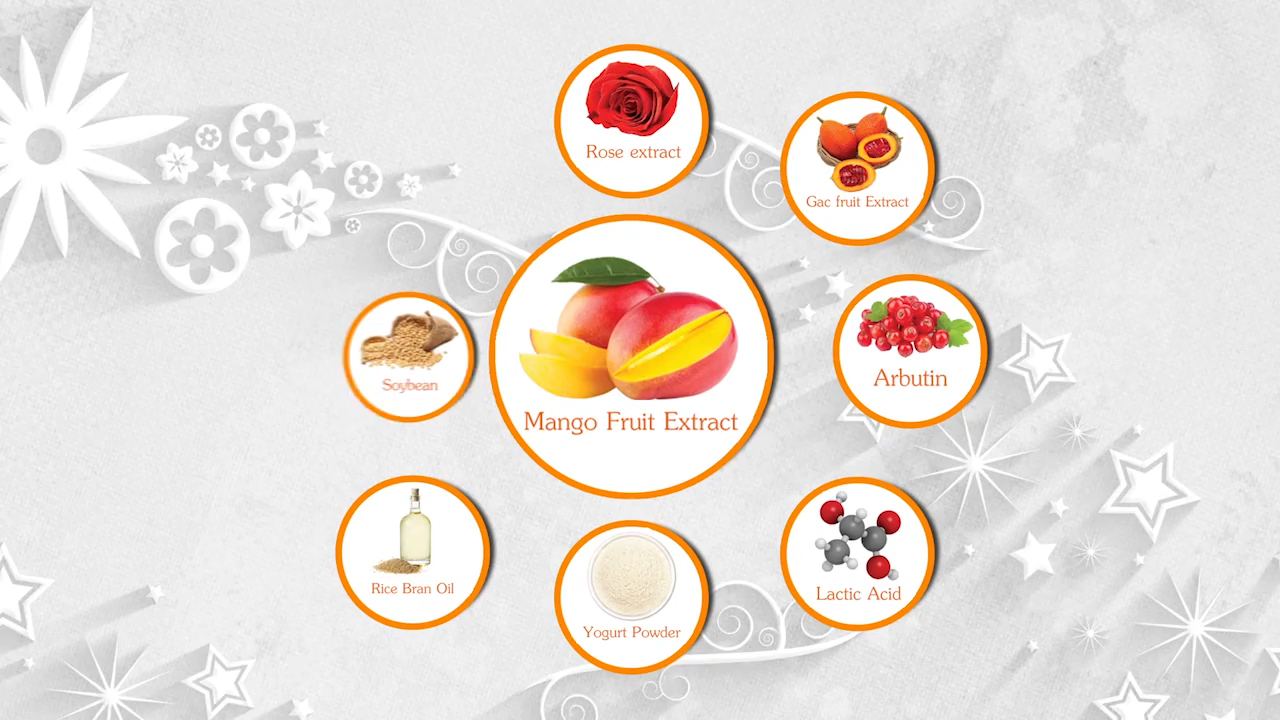 Rose extract
Gac fruit Extract
Mango Fruit Extract
Arbutin
Soybean
Rice Bran Oil
Lactic Acid
Yogurt Powder